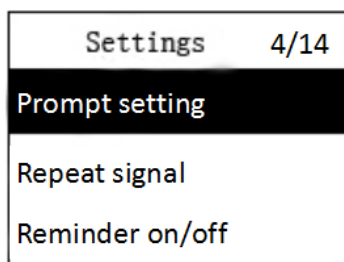 Settings 4/14
Prompt setting
Repeat signal
Reminder on/off